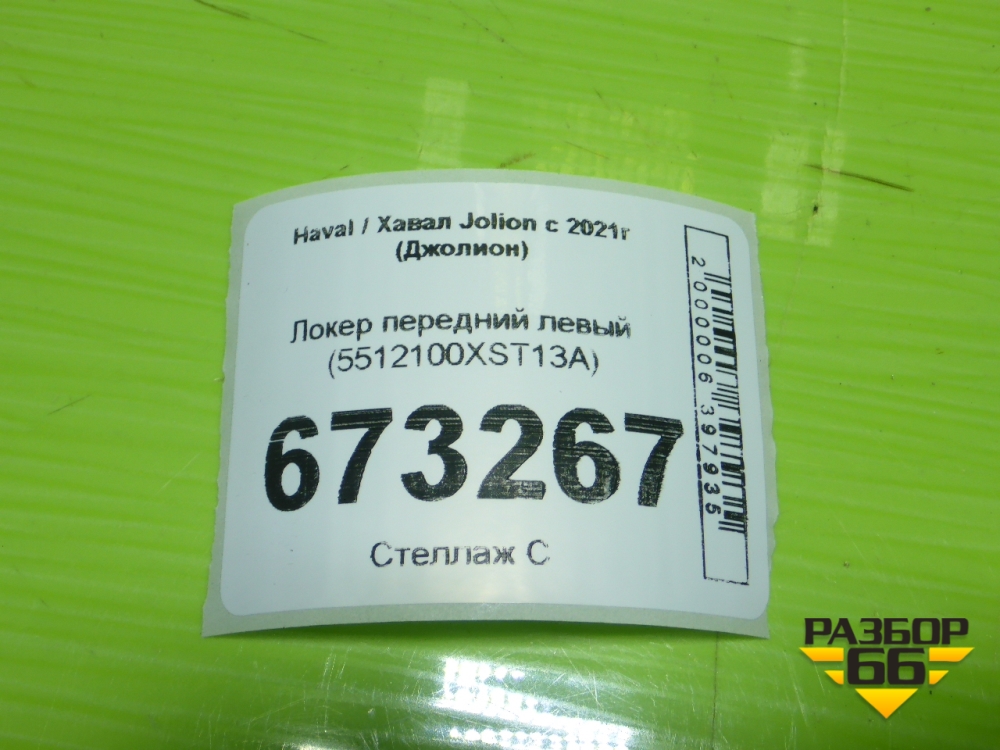 Haval / Хавал Jolion с 2021г
(Джолион)
Локер передний левый
(5512100XST13A)
673267
Стеллаж С
2000006397935
РАЗБОР
66